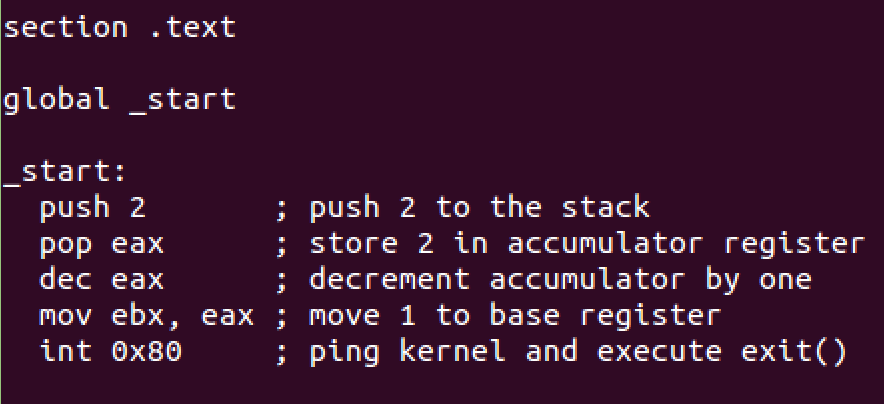 section .text
global _start
_start:
push 2 ; push 2 to the stack
pop eax ; store 2 in accumulator register
dec eax ; decrement accumulator by one
mov ebx, eax ; move 1 to base register
int 0x80 ; ping kernel and execute exit()